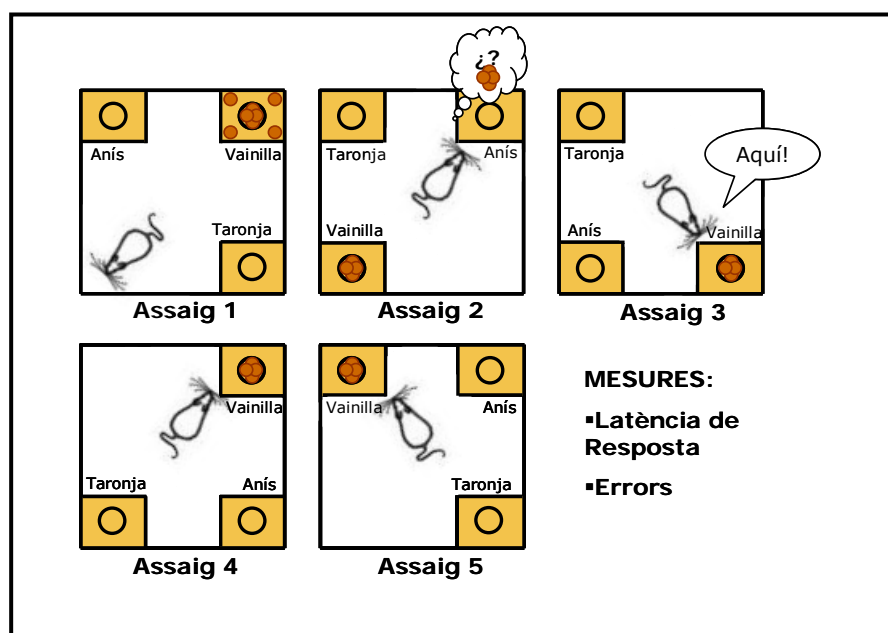 ¿?
Anís
Vainilla
Taronja
Assaig 1
Taronja
Anís
Vainilla
Assaig 2
Taronja
Aquí!
Anís
Vainilla
Assaig 3
Vainilla
Taronja
Anís
Assaig 4
Vainilla
Anís
Taronja
Assaig 5
MESURES:
▪Latència de
Resposta
▪Errors